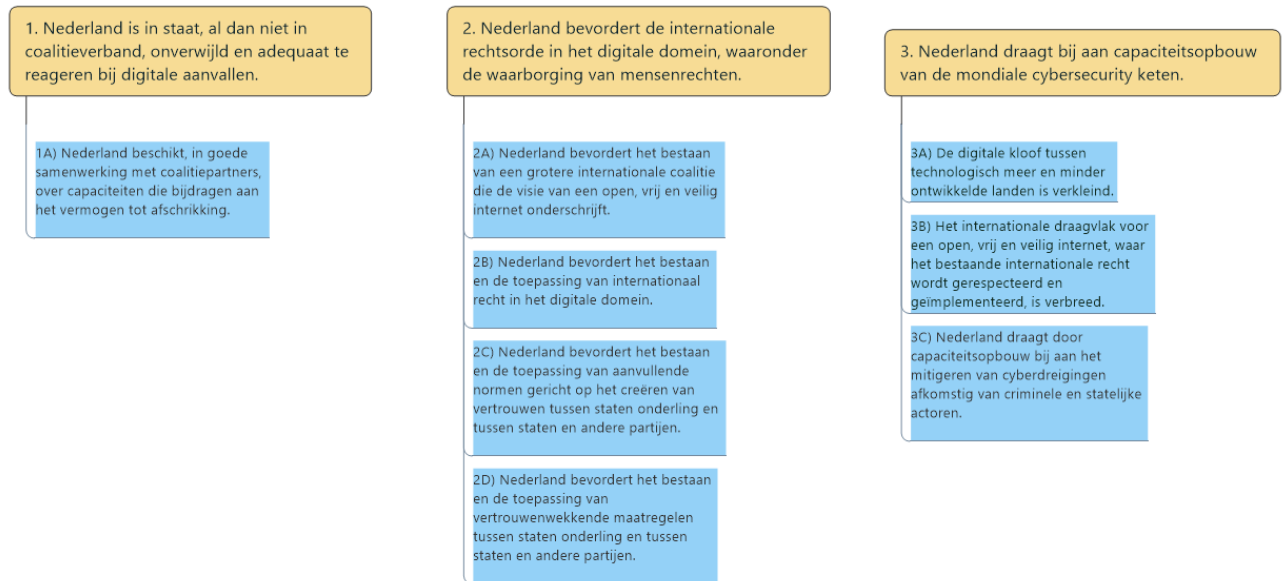 1. Nederland is in staat, al dan niet in
coalitieverband, onverwijld en adequaat te
reageren bij digitale aanvallen.
1A) Nederland beschikt, in goede
samenwerking met coalitiepartners,
over capaciteiten die bijdragen aan
het vermogen tot afschrikking.
2. Nederland bevordert de internationale
rechtsorde in het digitale domein, waaronder
de waarborging van mensenrechten.
2A) Nederland bevordert het bestaan
van een grotere internationale coalitie
die de visie van een open, vrij en veilig
internet onderschrijft.
2B) Nederland bevordert het bestaan
en de toepassing van internationaal
recht in het digitale domein.
2C) Nederland bevordert het bestaan
en de toepassing van aanvullende
normen gericht op het creëren van
vertrouwen tussen staten onderling en
tussen staten en andere partijen.
2D) Nederland bevordert het bestaan
en de toepassing van
vertrouwenwekkende maatregelen
tussen staten onderling en tussen
staten en andere partijen.
3. Nederland draagt bij aan capaciteitsopbouw
van de mondiale cybersecurity keten.
3A) De digitale kloof tussen
technologisch meer en minder
ontwikkelde landen is verkleind.
3B) Het internationale draagvlak voor
een open, vrij en veilig internet, waar
het bestaande internationale recht
wordt gerespecteerd en
geïmplementeerd, is verbreed.
3C) Nederland draagt door
capaciteitsopbouw bij aan het
mitigeren van cyberdreigingen
afkomstig van criminele en statelijke
actoren.